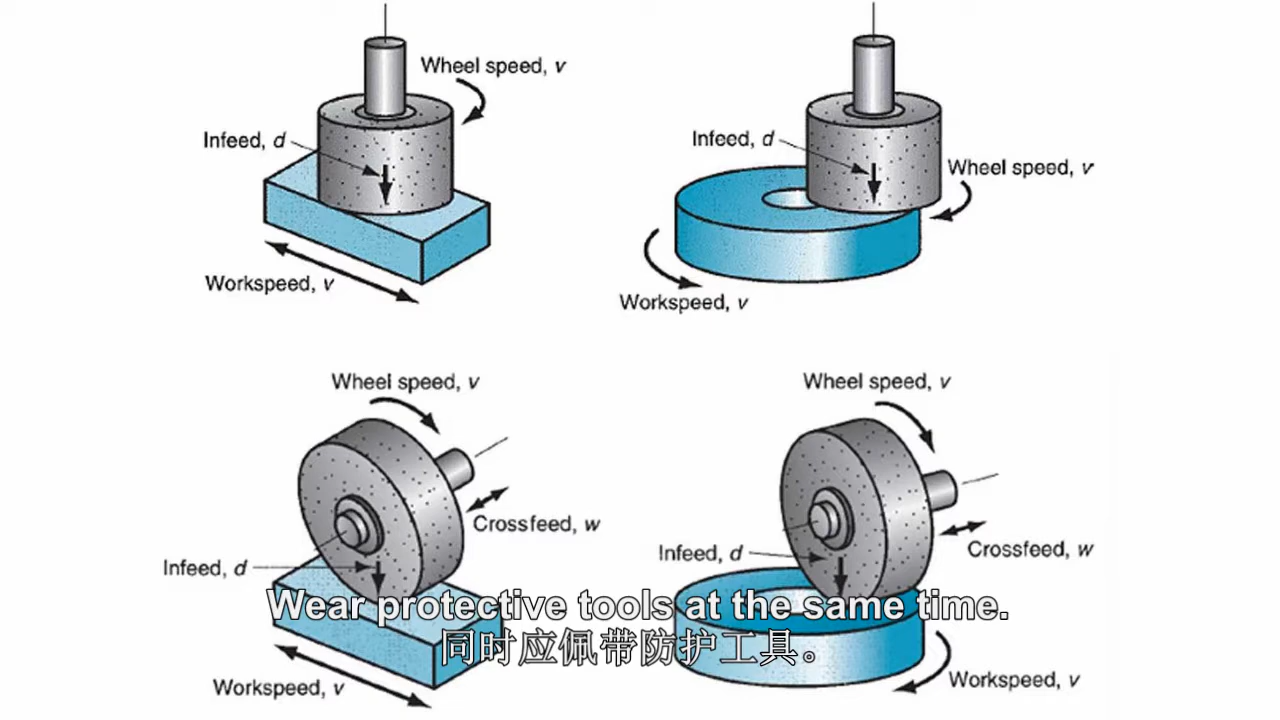 Wheel speed, v
Infeed, d
Workspeed, v
Infeed, d
Wheel speed, v
Workspeed, v
Wheel speed, v
Crossfeed, w
Infeed, d
Workspeed, v
Wheel speed, v
Infeed, d
Crossfeed, w
Workspeed, v
Wear protective tools at the same time.
同时应佩带防护工具。